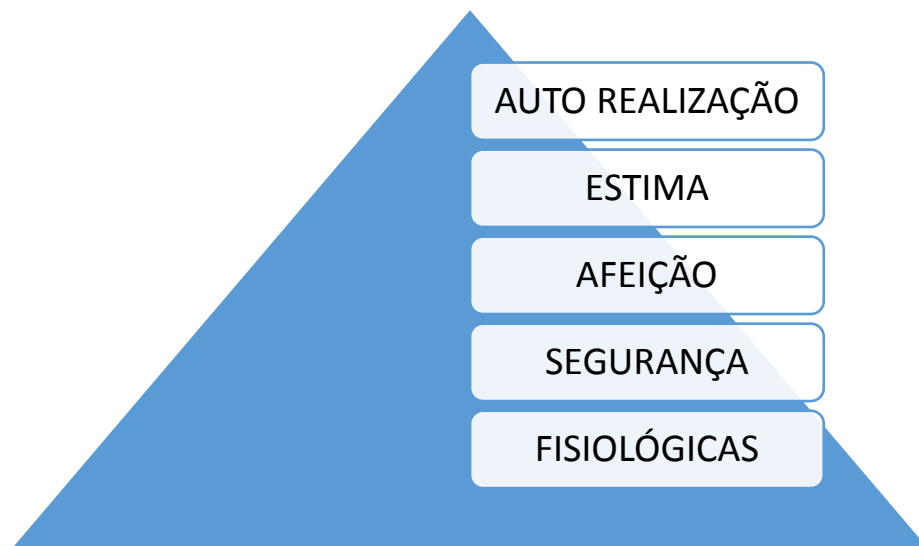 AUTO REALIZAÇÃO
ESTIMA
AFEIÇÃO
SEGURANÇA
FISIOLÓGICAS